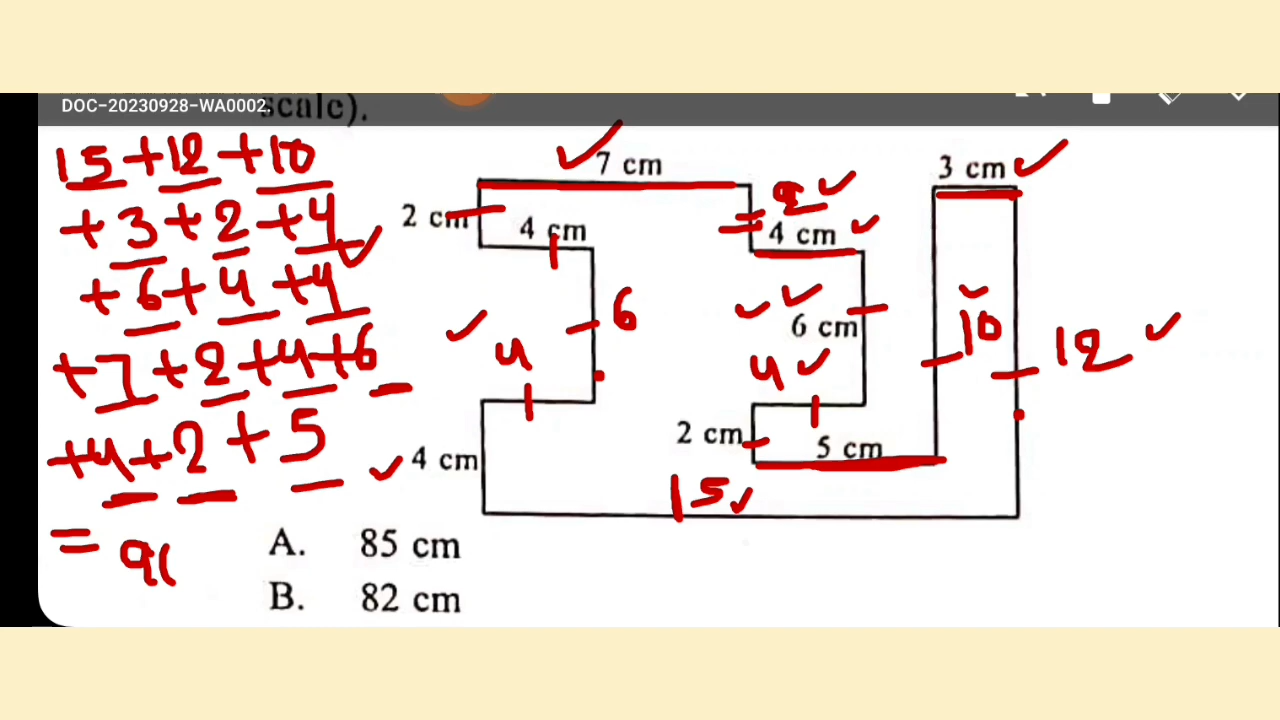 DOC-20230928-WA0002.
scale).
15+12+10
+3+2+4
+6+4+4
+7+2+4+6
+4+2+5
=
7 cm
3 cm
2 cm
4 cm
2
4 cm
6
6 cm
10
12
4
4
2 cm
5 cm
4 cm
15
A. 85 cm
B. 82 cm